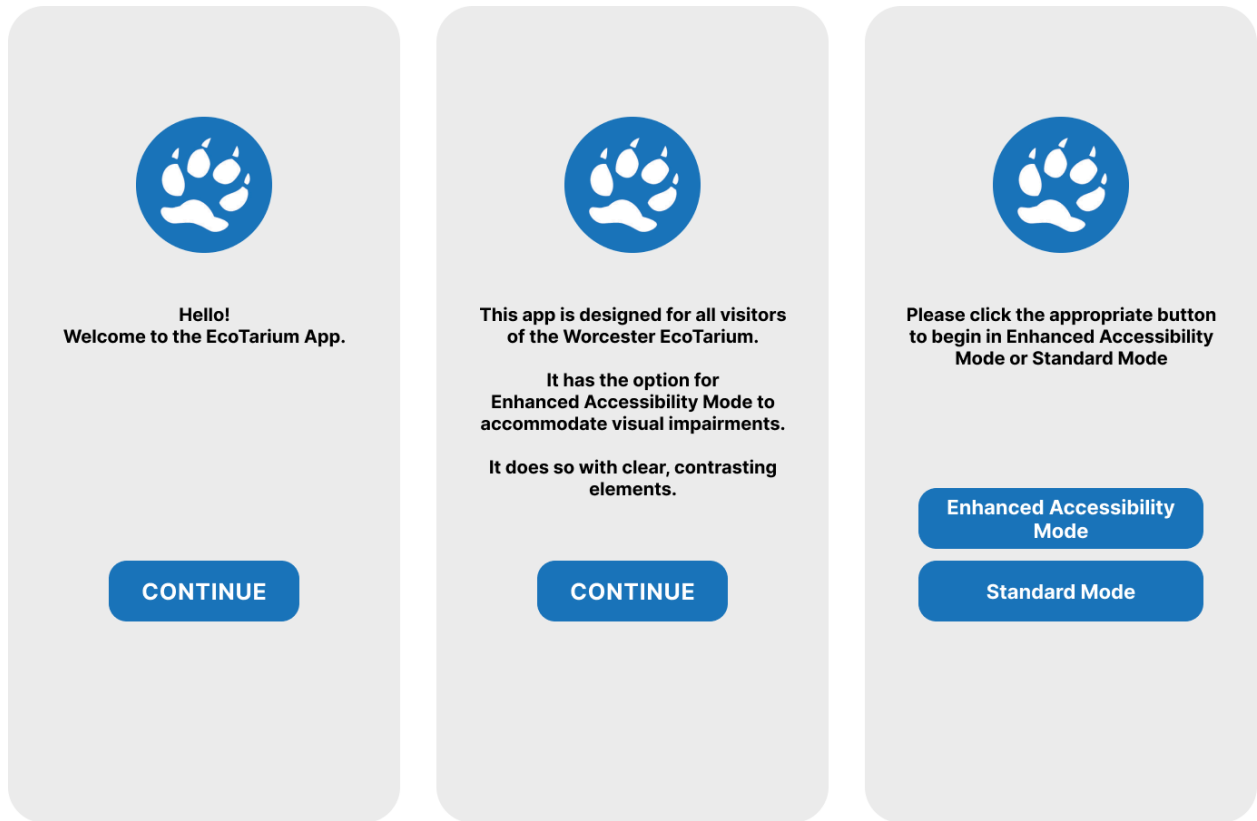 Hello!
Welcome to the EcoTarium App.
CONTINUE
This app is designed for all visitors
of the Worcester EcoTarium.
It has the option for
Enhanced Accessibility Mode to
accommodate visual impairments.
It does so with clear, contrasting
elements.
CONTINUE
Please click the appropriate button
to begin in Enhanced Accessibility
Mode or Standard Mode
Enhanced Accessibility
Mode
Standard Mode